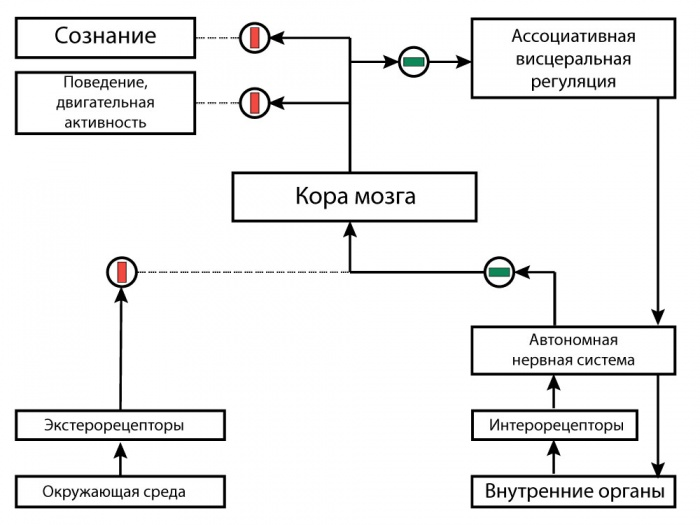 Сознание
Поведение,
двигательная
активность
Ассоциативная
висцеральная
регуляция
Кора мозга
Автономная
нервная система
Экстерорецепторы
Интерорецепторы
Окружающая среда
Внутренние органы